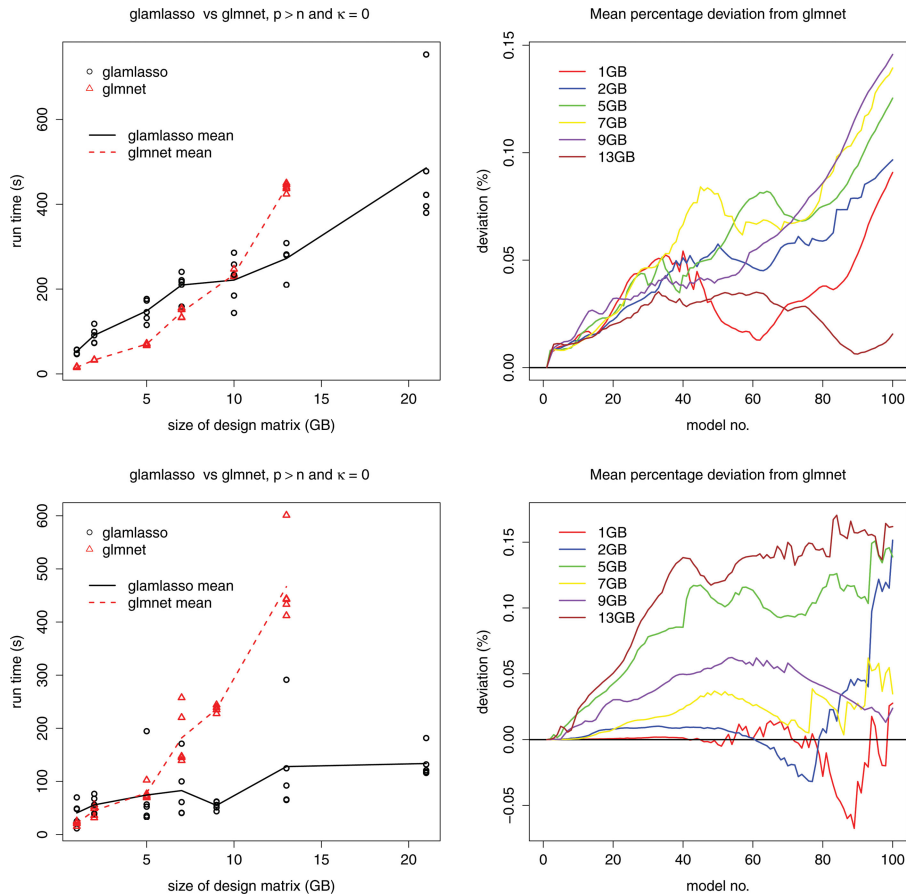 glamlasso vs glmnet, p > n and κ = 0
run time (s)
0
200
400
600
glamlasso
glmnet
glamlasso mean
glmnet mean
5
10
15
20
size of design matrix (GB)
Mean percentage deviation from glmnet
deviation (%)
0.00
0.05
0.10
0.15
1GB
2GB
5GB
7GB
9GB
13GB
0
20
40
60
80
100
model no.
glamlasso vs glmnet, p > n and κ = 0
run time (s)
0
100
200
300
400
500
600
glamlasso
glmnet
glamlasso mean
glmnet mean
5
10
15
20
size of design matrix (GB)
Mean percentage deviation from glmnet
deviation (%)
−0.05
0.00
0.05
0.10
0.15
1GB
2GB
5GB
7GB
9GB
13GB
0
20
40
60
80
100
model no.